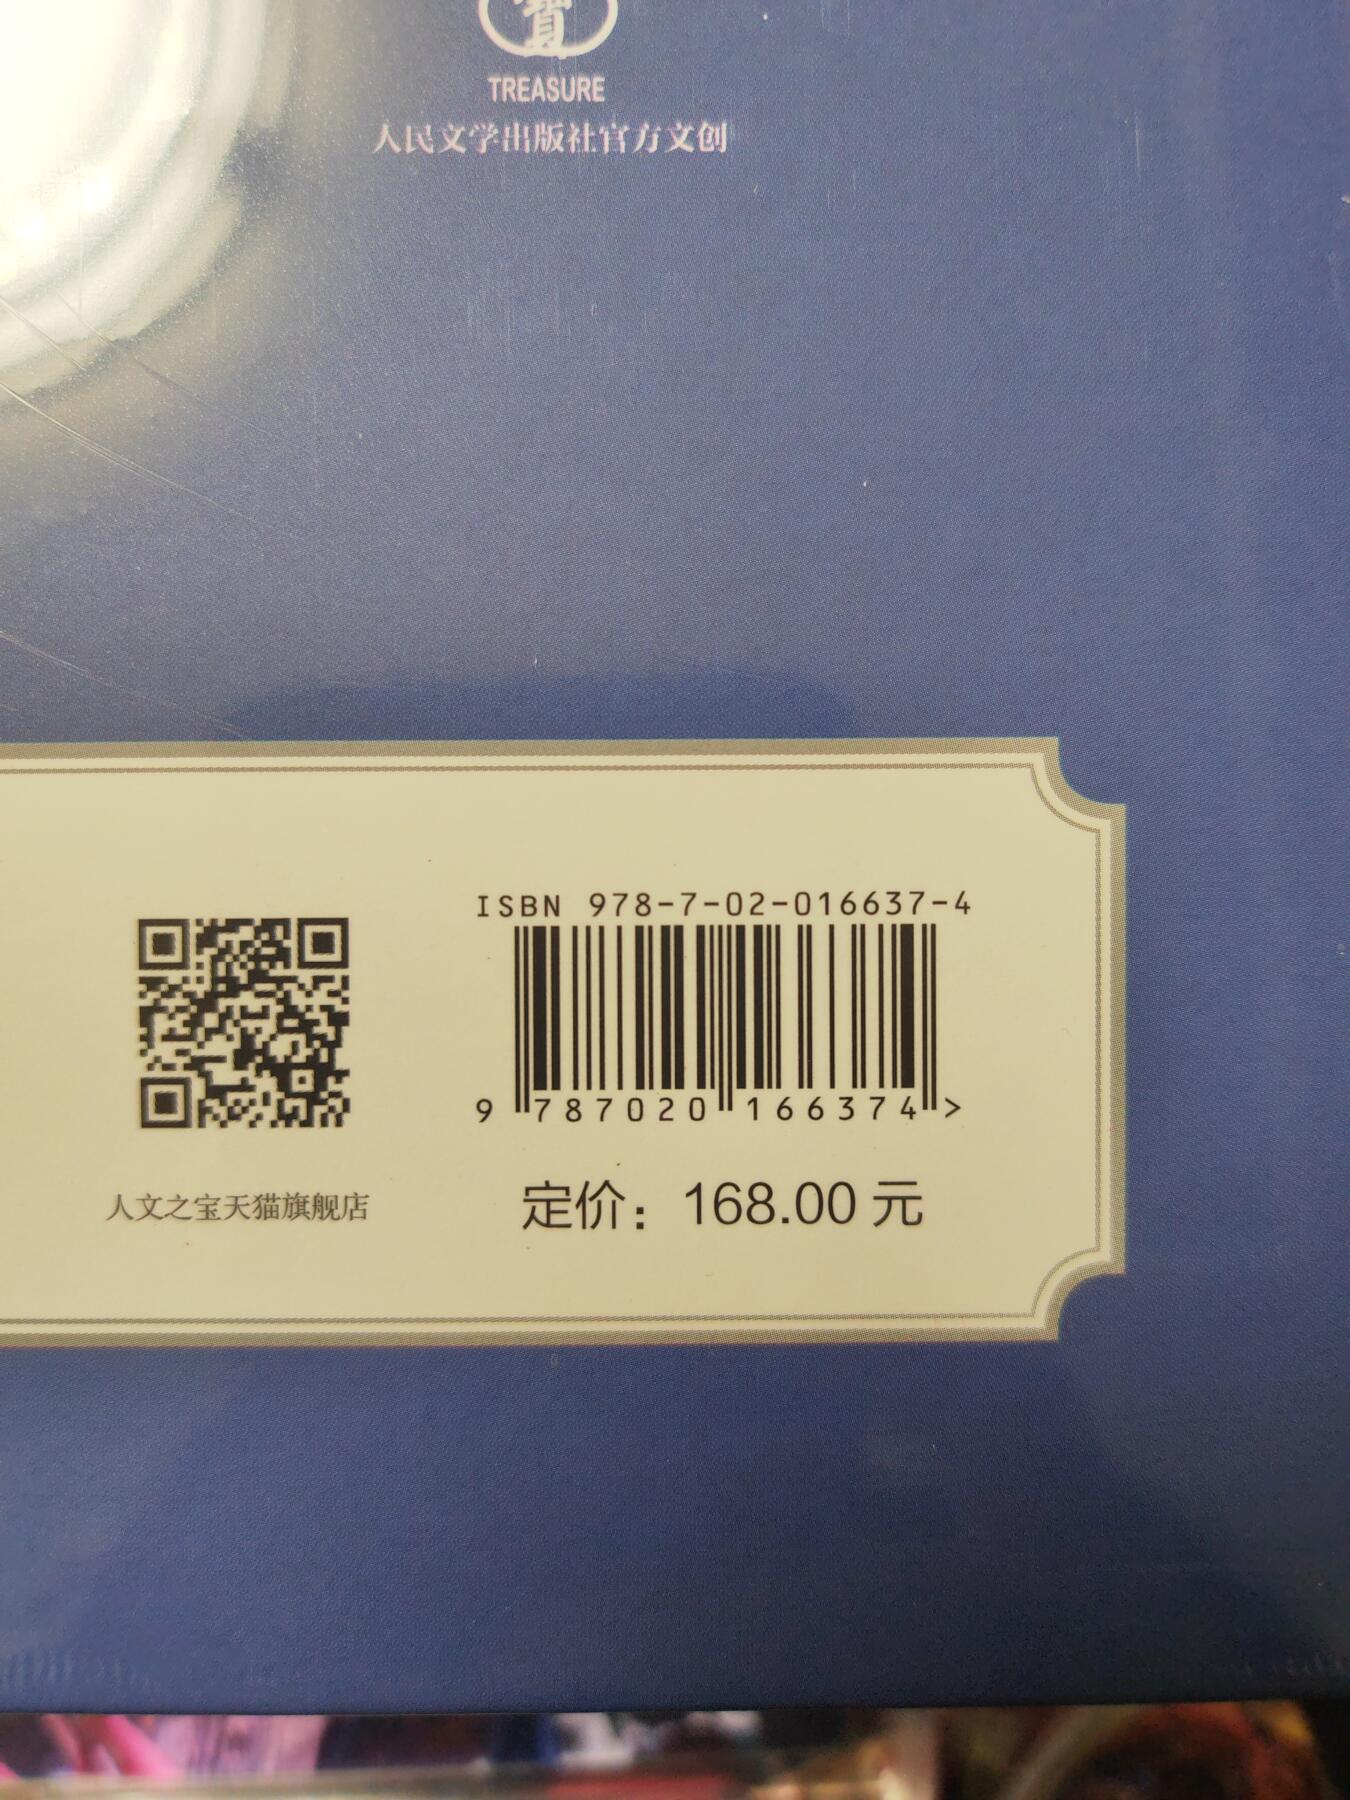 寶
TREASURE
人民文学出版社官方文创
ISBN 978-7-02-016637-4
9 787020 166374 >
人文之宝天猫旗舰店
定价：168.00 元